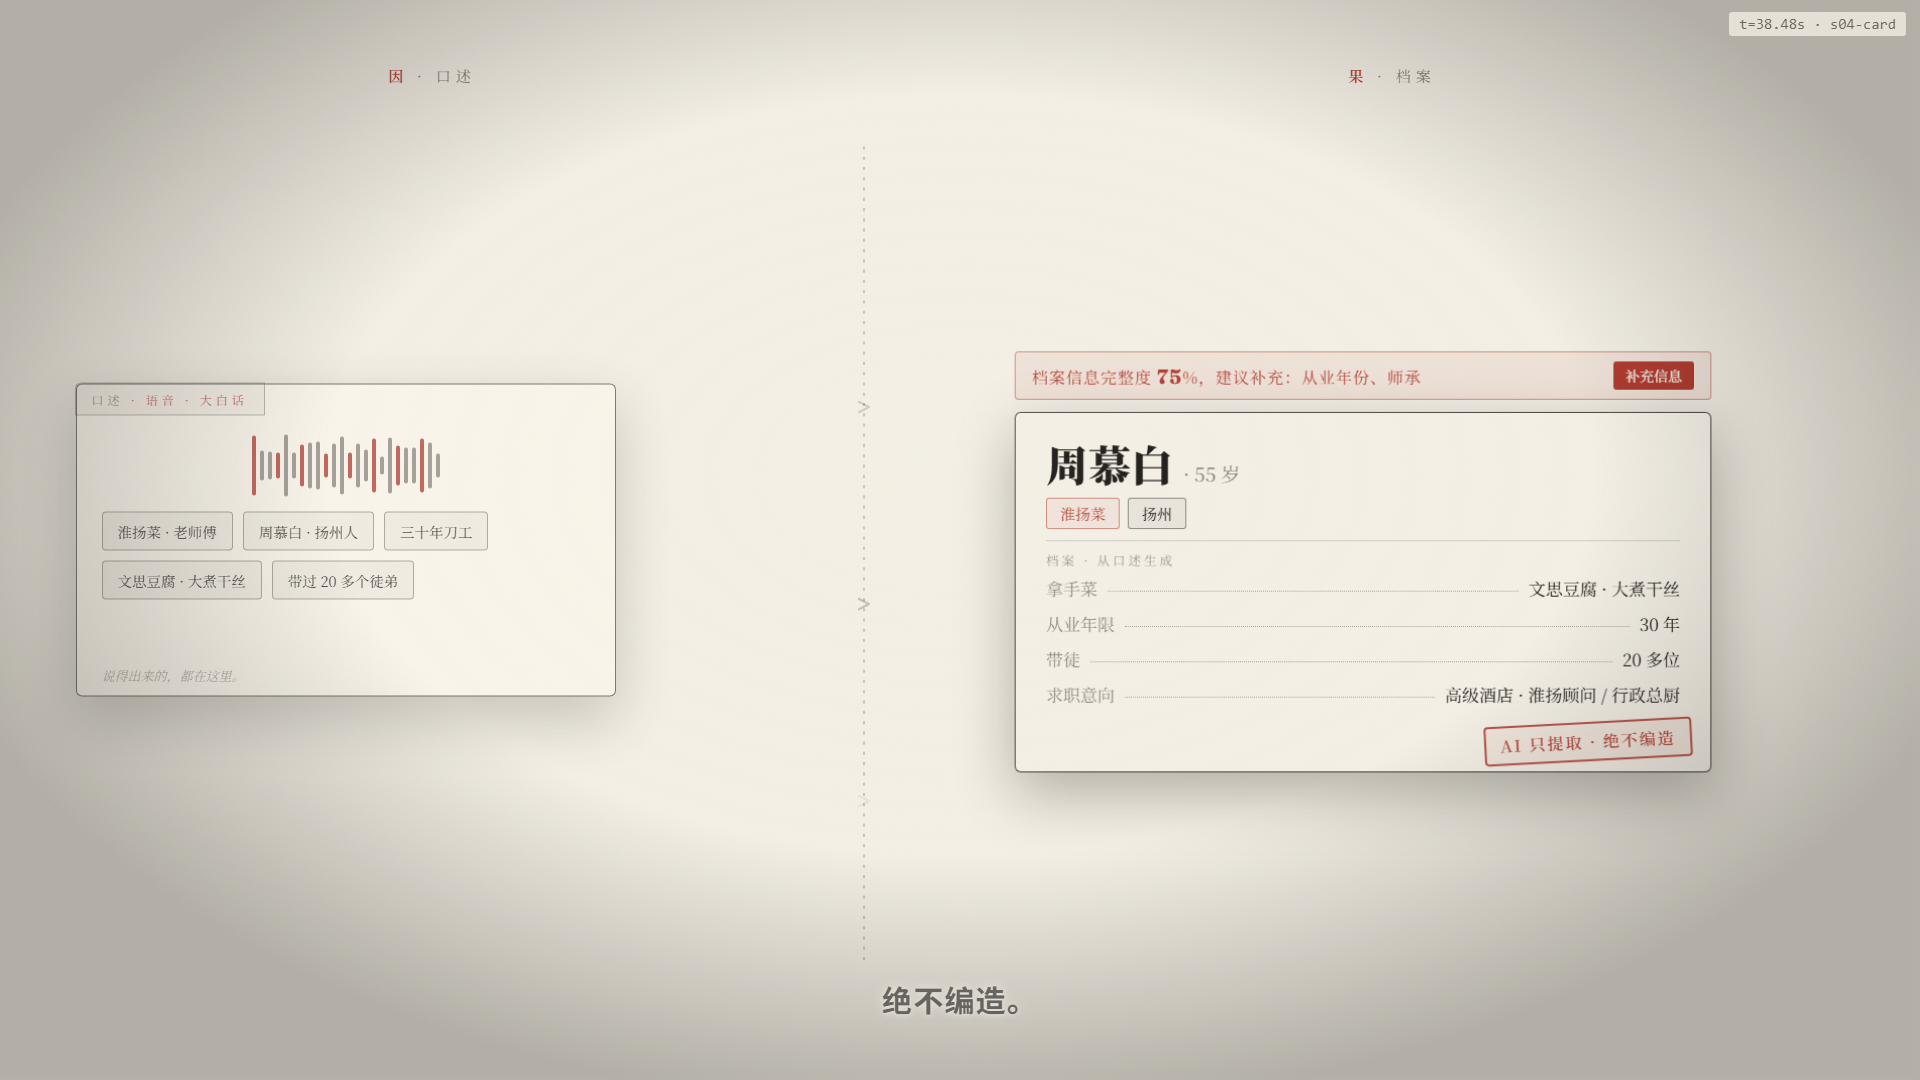 t=38.48s · s04-card
因 · 口述
果 · 档案
口述 · 语音 · 大白话
淮扬菜 · 老师傅
周慕白 · 扬州人
三十年刀工
文思豆腐 · 大煮干丝
带过 20 多个徒弟
说得出来的，都在这里。
>
>
>
档案信息完整度 75%，建议补充：从业年份、师承
补充信息
周慕白 · 55 岁
淮扬菜
扬州
档案 · 从口述生成
拿手菜 文思豆腐 · 大煮干丝
从业年限 30 年
带徒 20 多位
求职意向 高级酒店 · 淮扬顾问 / 行政总厨
AI 只提取 · 绝不编造
绝不编造。